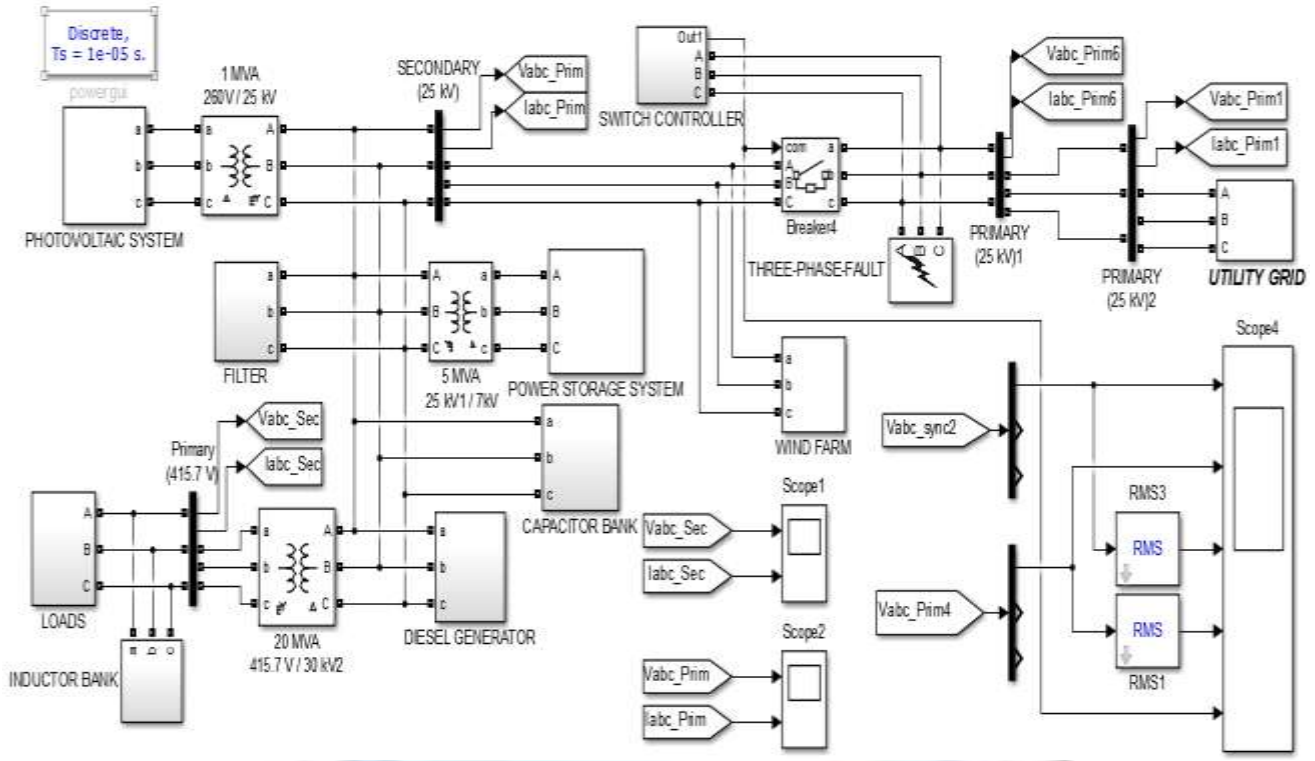 Discrete,
Ts = 1e-05 s.
powergui
1 MVA
260V / 25 kV
a
b
c
a
b
c
A
B
C
PHOTOVOLTAIC SYSTEM
SECONDARY
(25 kV)
Vabc_Prim
Iabc_Prim
Out1
A
B
C
SWITCH CONTROLLER
com
A
B
C
a
b
c
Breaker4
A
B
C
THREE-PHASE-FAULT
Vabc_Prim6
Iabc_Prim6
PRIMARY
(25 kV)1
Vabc_Prim1
Iabc_Prim1
PRIMARY
(25 kV)2
A
B
C
UTILITY GRID
a
b
c
FILTER
A
B
C
a
b
c
5 MVA
25 kV1 / 7kV
A
B
C
POWER STORAGE SYSTEM
a
b
c
CAPACITOR BANK
a
b
c
WIND FARM
Vabc_Sec
Iabc_Sec
Primary
(415.7 V)
A
B
C
LOADS
INDUCTOR BANK
a
b
c
A
B
C
20 MVA
415.7 V / 30 kV2
a
b
c
DIESEL GENERATOR
Scope1
Vabc_Sec
Iabc_Sec
Scope2
Vabc_Prim
Iabc_Prim
Vabc_sync2
Vabc_Prim4
RMS3
RMS
RMS
RMS1
Scope4